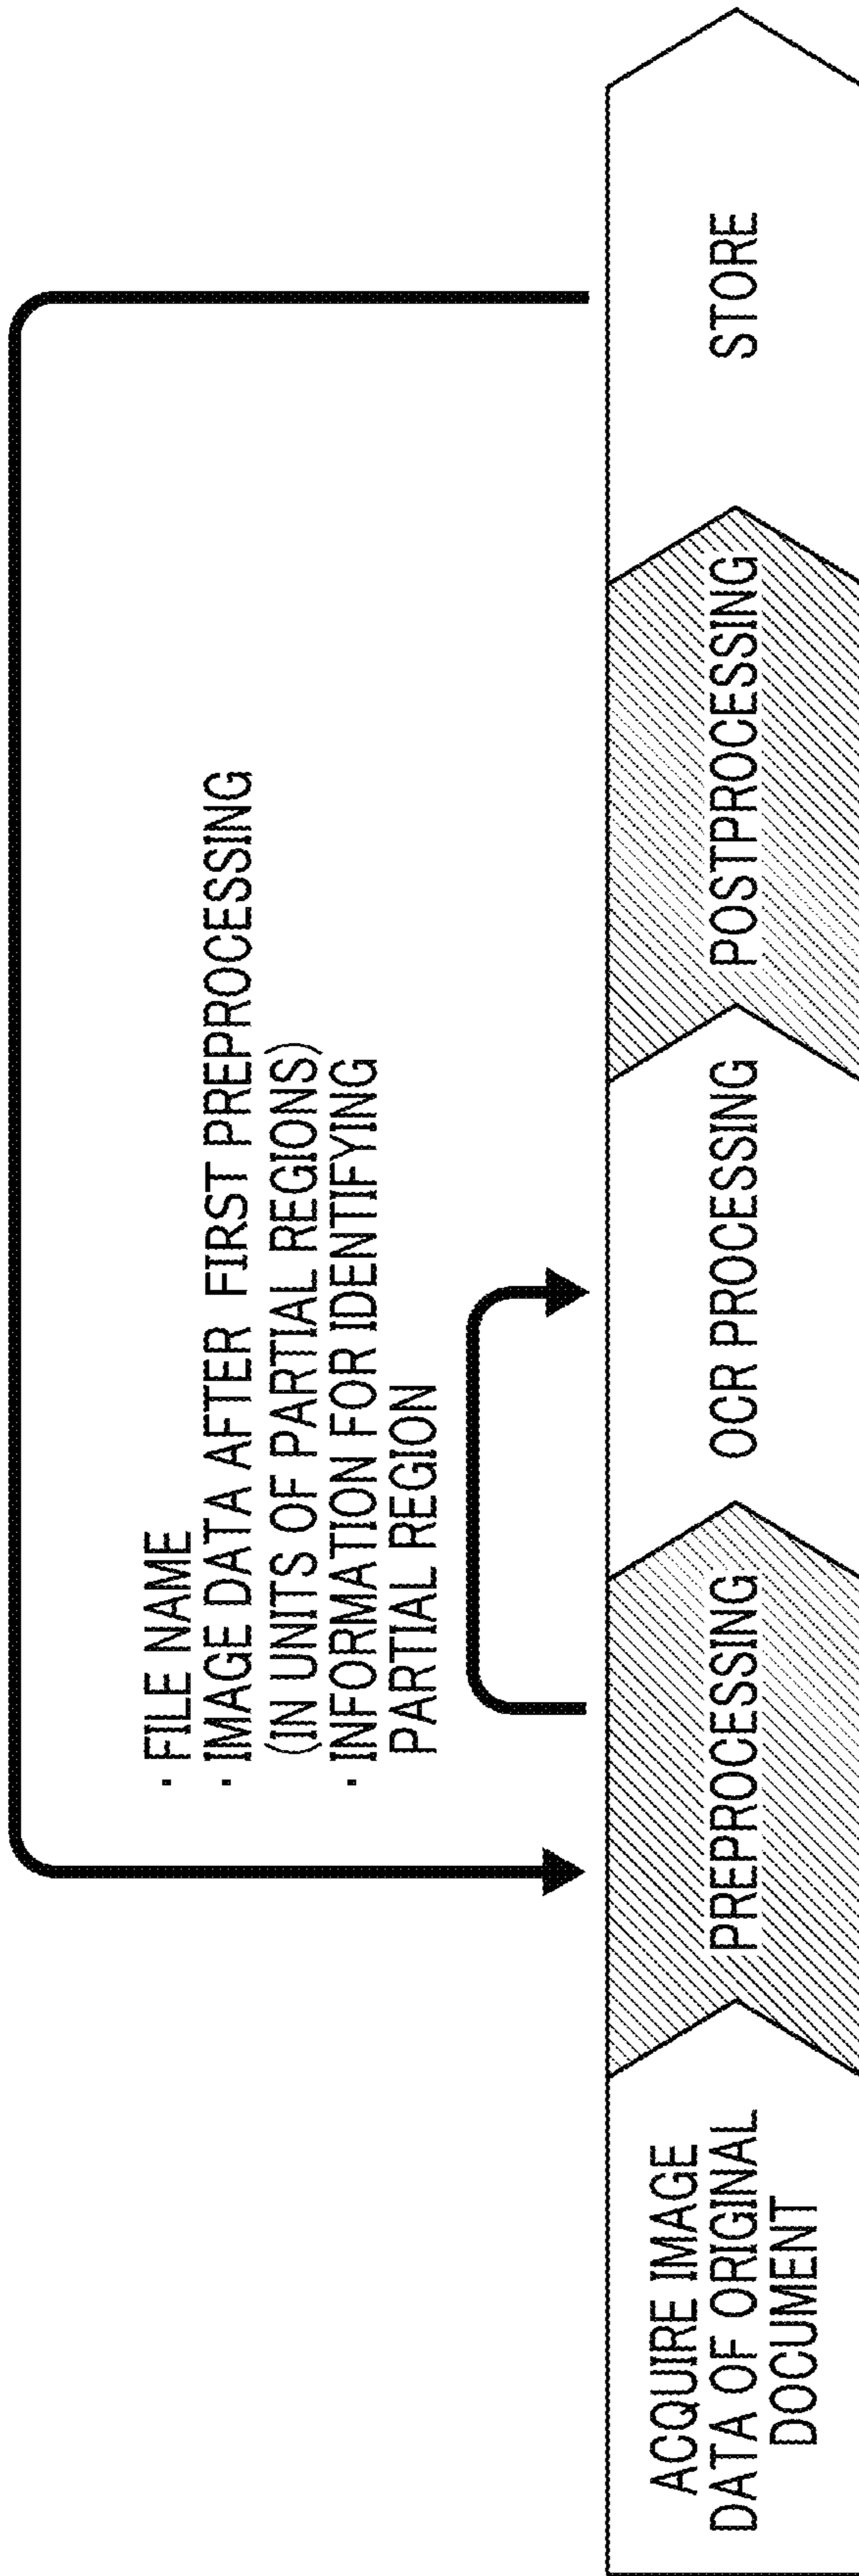 · FILE NAME
· IMAGE DATA AFTER FIRST PREPROCESSING
(IN UNITS OF PARTIAL REGIONS)
· INFORMATION FOR IDENTIFYING
PARTIAL REGION
ACQUIRE IMAGE
DATA OF ORIGINAL
DOCUMENT
PREPROCESSING
OCR PROCESSING
POSTPROCESSING
STORE